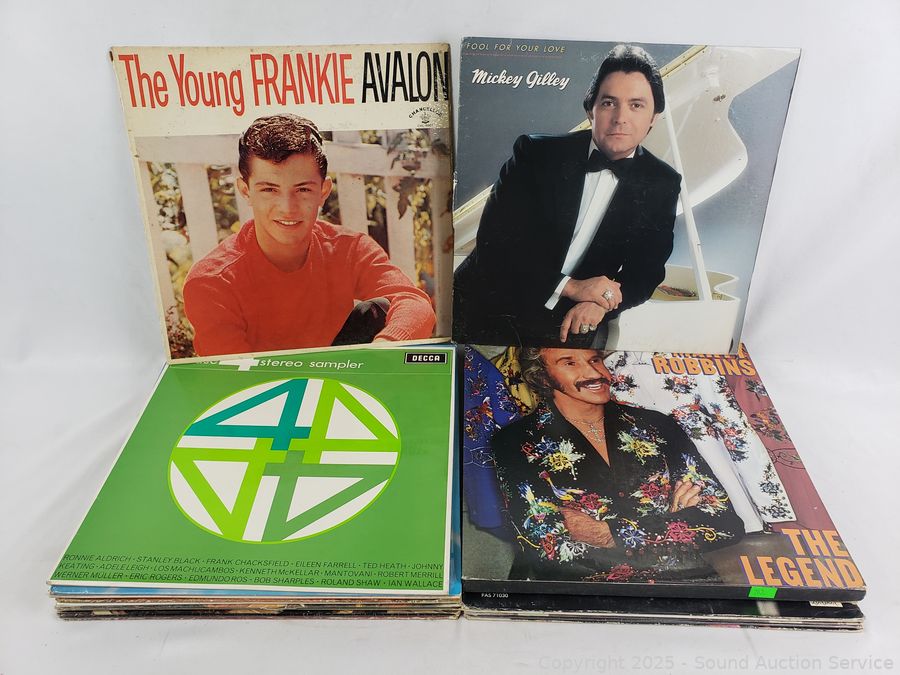 The Young FRANKIE AVALON
CHANCELLOR
FOOL FOR YOUR LOVE
Mickey Gilley
4 stereo sampler
DECCA
RONNIE ALDRICH • STANLEY BLACK • FRANK CHACKSFIELD • EILEEN FARRELL • TED HEATH • JOHNNY
KEATING • ADELE LEIGH • LOS MACHUCAMBOS • KENNETH McKELLAR • MANTOVANI • ROBERT MERRILL
WERNER MULLER • ERIC ROGERS • EDMUNDO ROS • BOB SHARPLES • ROLAND SHAW • IAN WALLACE
ROBBINS
THE
LEGEND
FAS 71030
Copyright 2025 - Sound Auction Service